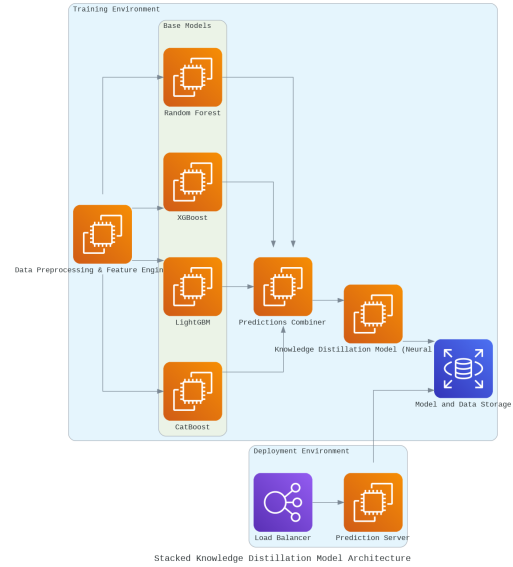 Training Environment
Base Models
Random Forest
XGBoost
Data Preprocessing & Feature Engin
LightGBM
Predictions Combiner
Knowledge Distillation Model (Neural
CatBoost
Model and Data Storage
Deployment Environment
Load Balancer
Prediction Server
Stacked Knowledge Distillation Model Architecture